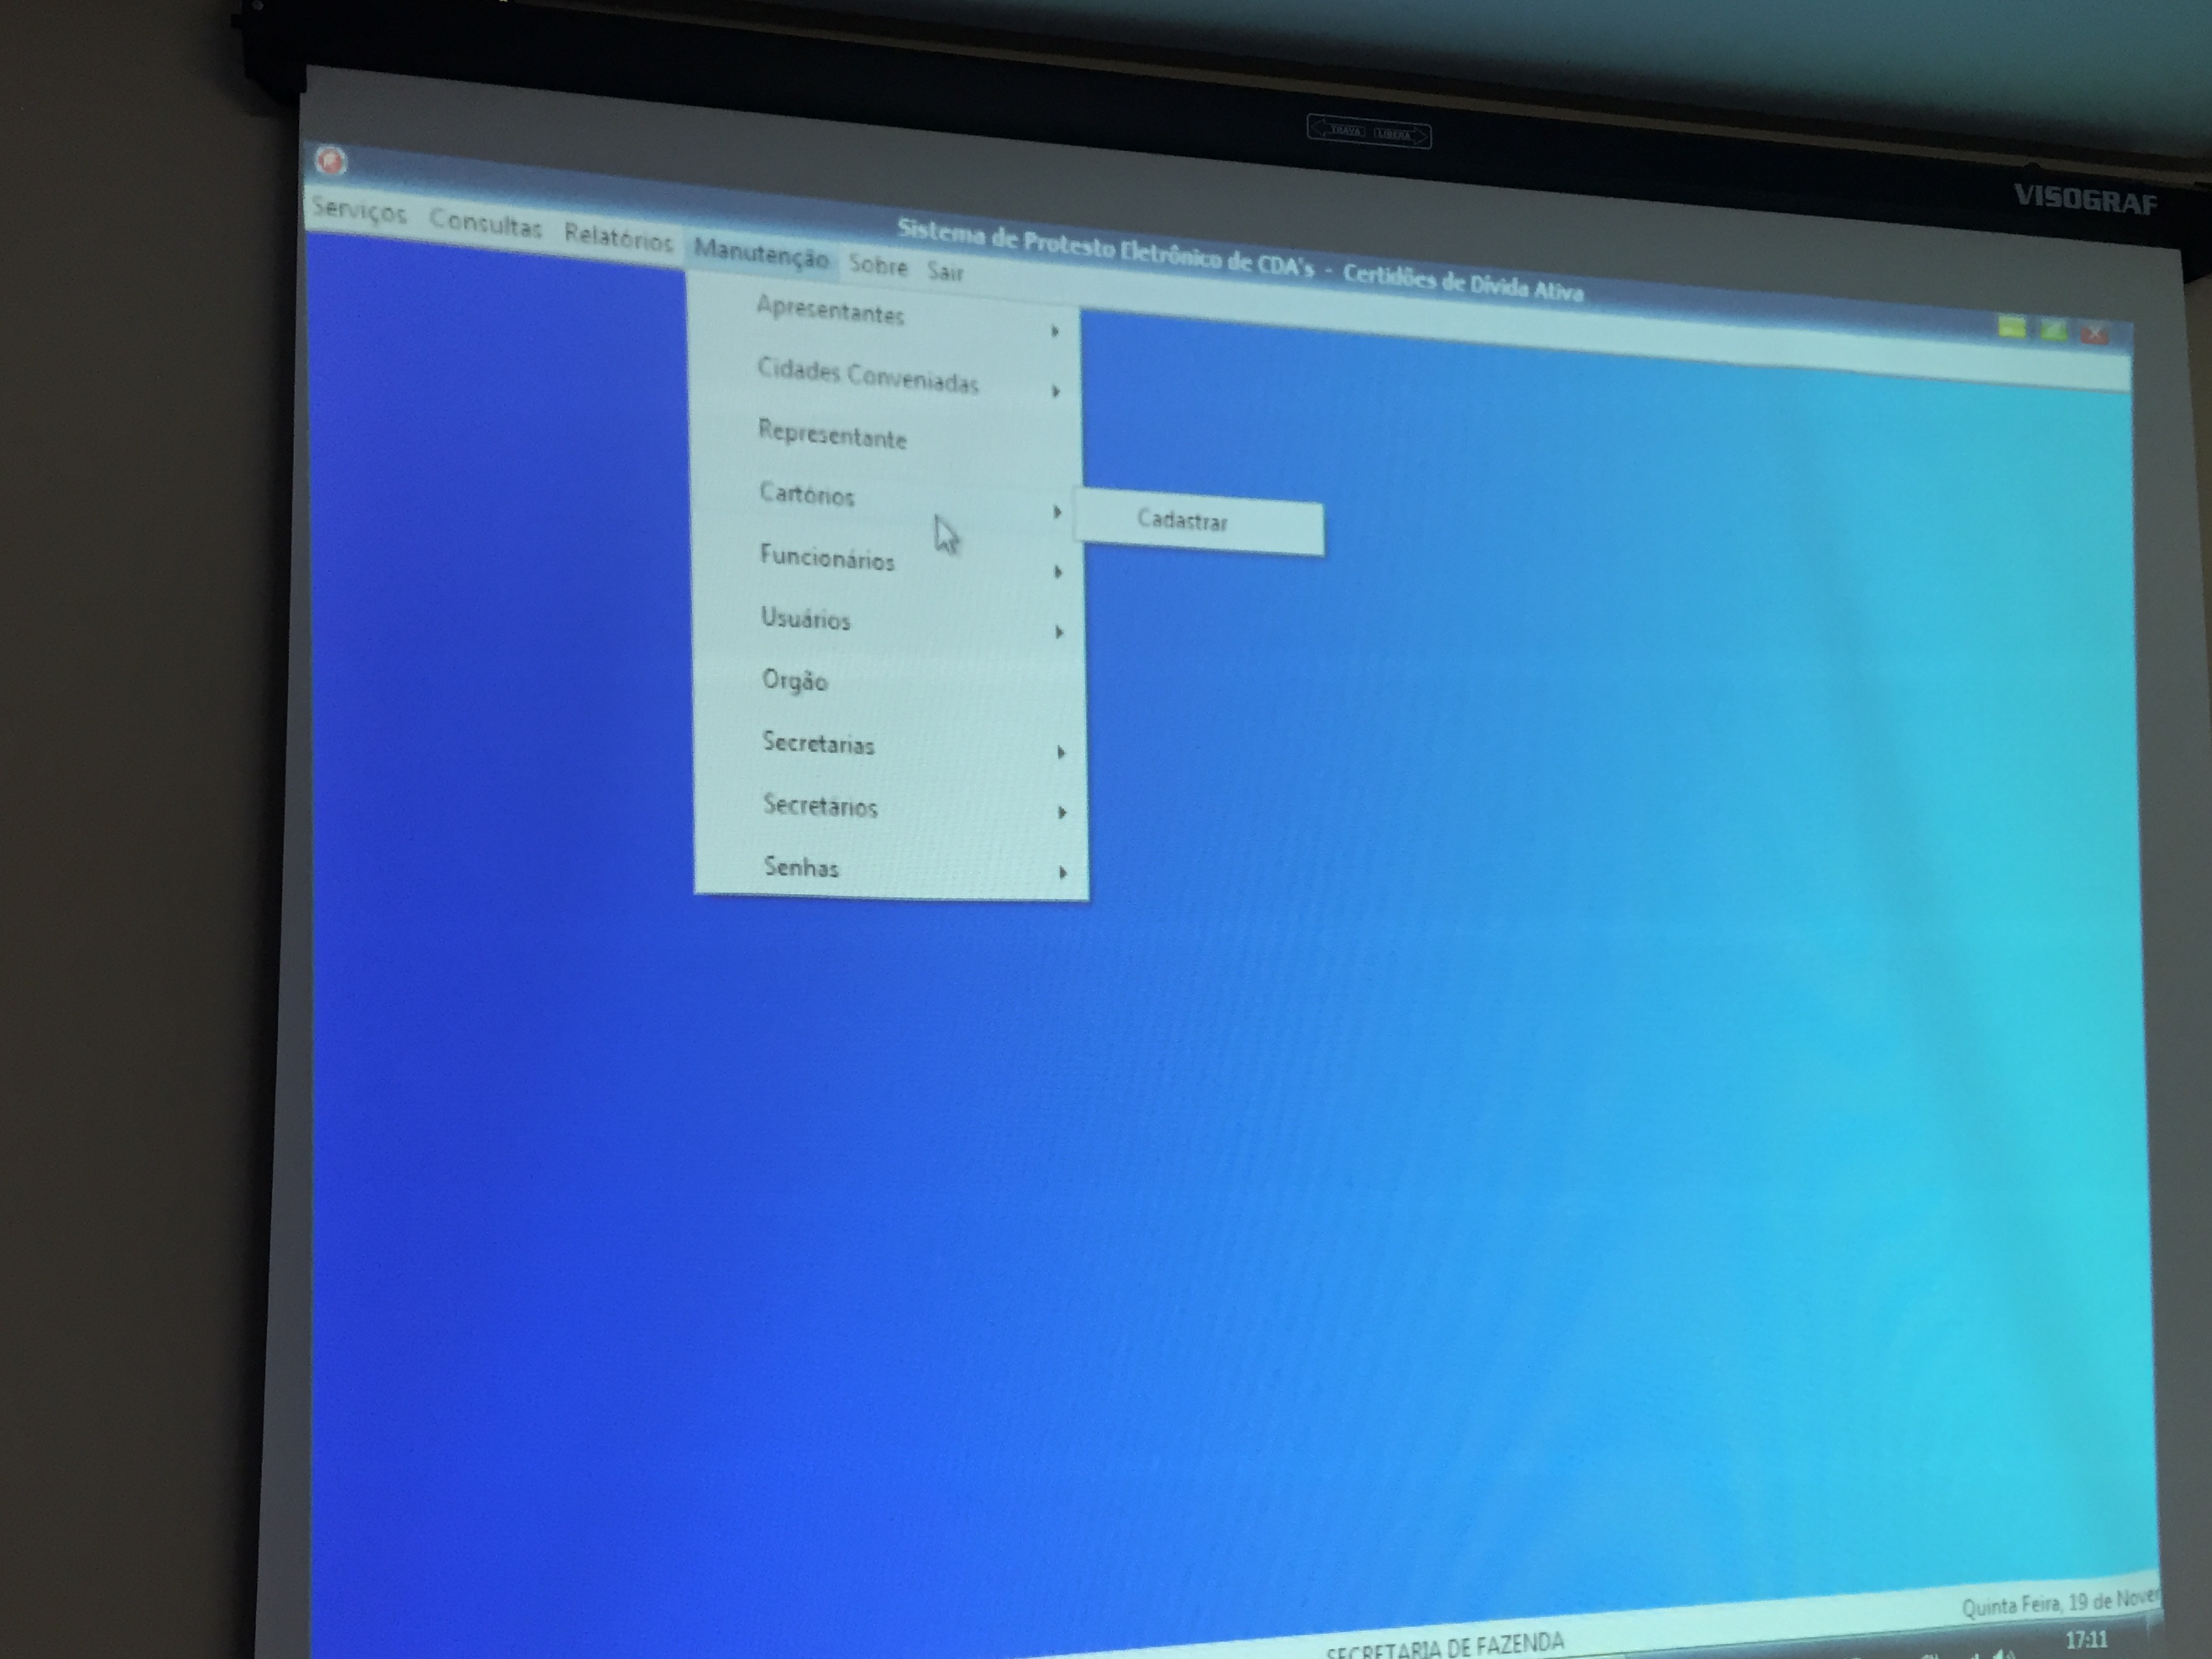 TRAVA LIBERA
VISOGRAF
Sistema de Protesto Eletrônico de CDA's - Certidões de Dívida Ativa
Serviços Consultas Relatórios Manutenção Sobre Sair
Apresentantes
Cidades Conveniadas
Representante
Cartórios
Cadastrar
Funcionários
Usuários
Orgão
Secretarias
Secretários
Senhas
Quinta Feira, 19 de Nover
SECRETARIA DE FAZENDA
17:11